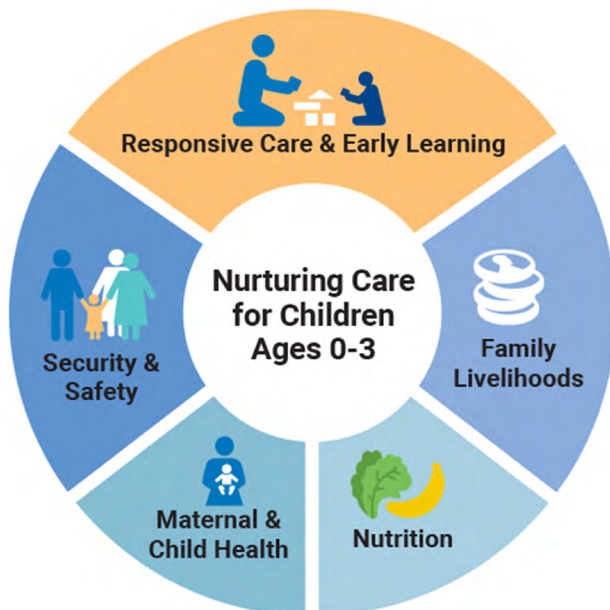 Responsive Care & Early Learning
Nurturing Care
for Children
Ages 0-3
Security &
Safety
Family
Livelihoods
Maternal &
Child Health
Nutrition